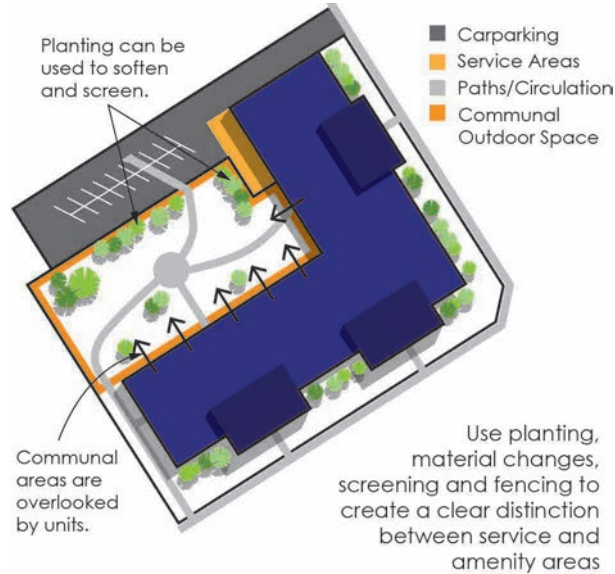 Planting can be
used to soften
and screen.
Carparking
Service Areas
Paths/Circulation
Communal
Outdoor Space
Communal
areas are
overlooked
by units.
Use planting,
material changes,
screening and fencing to
create a clear distinction
between service and
amenity areas